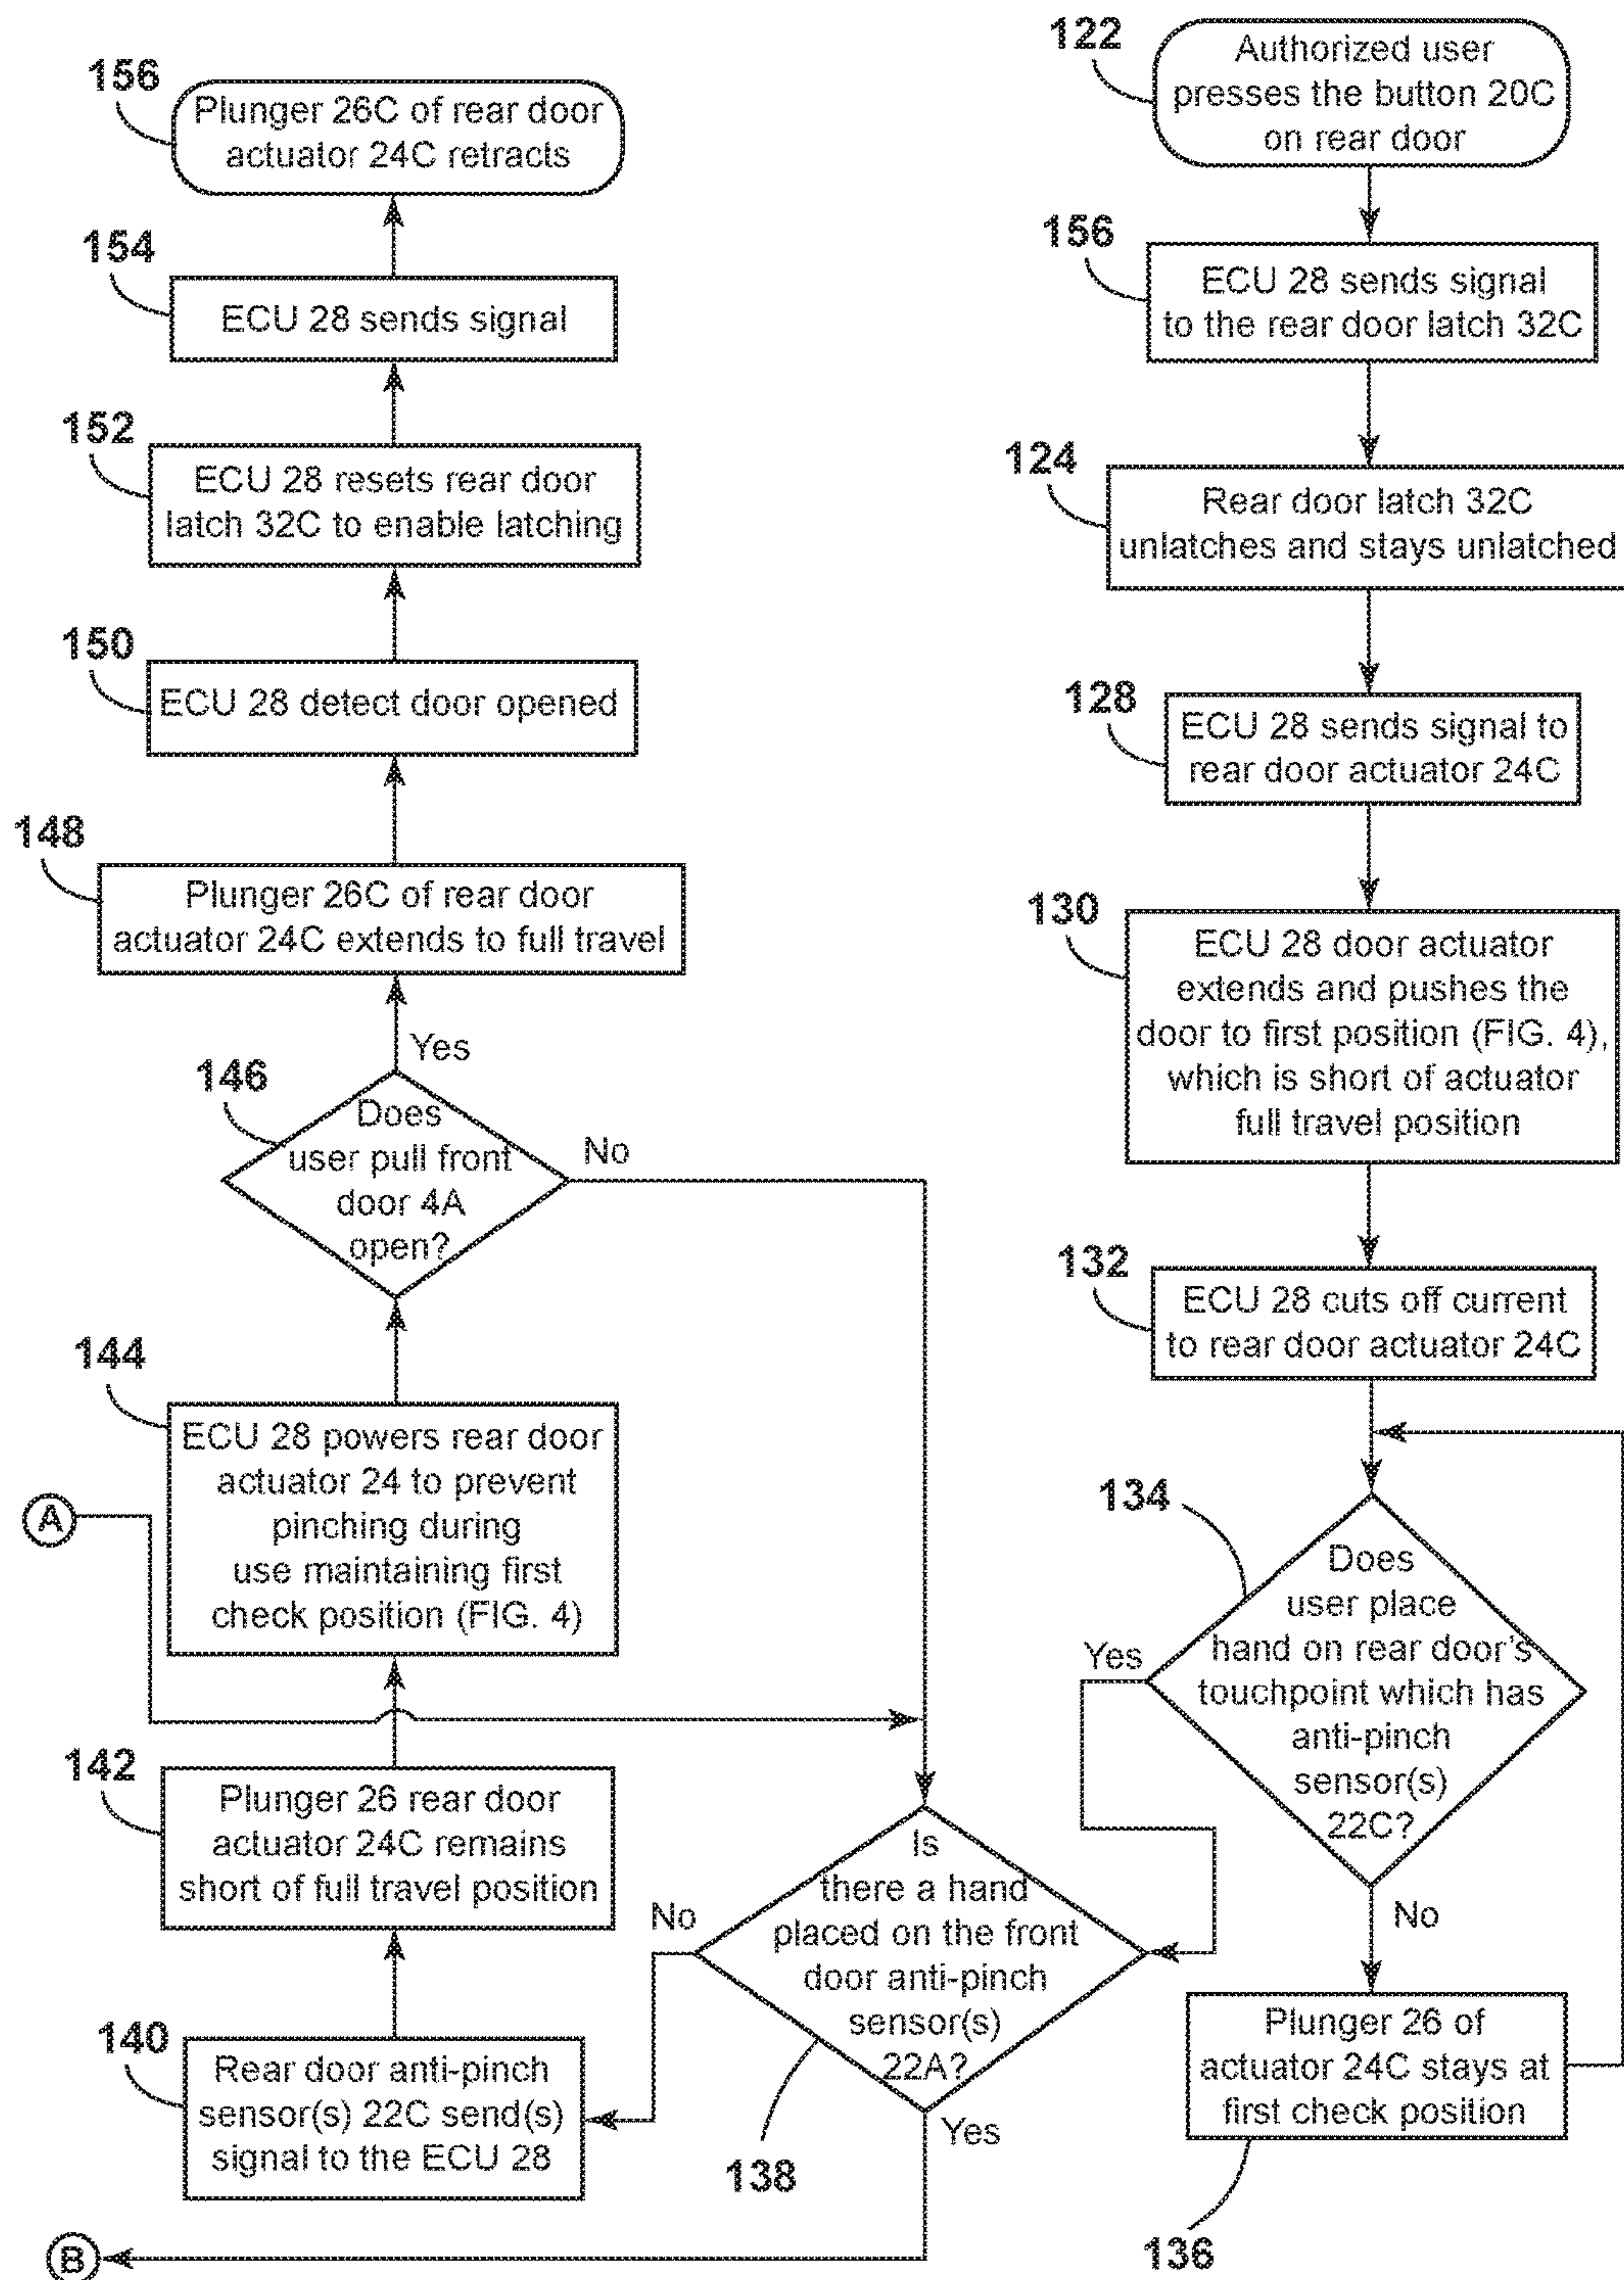 122
Authorized user
presses the button 20C
on rear door
156
ECU 28 sends signal
to the rear door latch 32C
124
Rear door latch 32C
unlatches and stays unlatched
128
ECU 28 sends signal to
rear door actuator 24C
130
ECU 28 door actuator
extends and pushes the
door to first position (FIG. 4),
which is short of actuator
full travel position
132
ECU 28 cuts off current
to rear door actuator 24C
134
Does
user place
hand on rear door's
touchpoint which has
anti-pinch
sensor(s)
22C?
Yes
No
Plunger 26 of
actuator 24C stays at
first check position
136
Is
there a hand
placed on the front
door anti-pinch
sensor(s)
22A?
No
Yes
138
B
140
Rear door anti-pinch
sensor(s) 22C send(s)
signal to the ECU 28
142
Plunger 26 rear door
actuator 24C remains
short of full travel position
A
144
ECU 28 powers rear door
actuator 24 to prevent
pinching during
use maintaining first
check position (FIG. 4)
146
Does
user pull front
door 4A
open?
No
Yes
148
Plunger 26C of rear door
actuator 24C extends to full travel
150
ECU 28 detect door opened
152
ECU 28 resets rear door
latch 32C to enable latching
154
ECU 28 sends signal
156
Plunger 26C of rear door
actuator 24C retracts